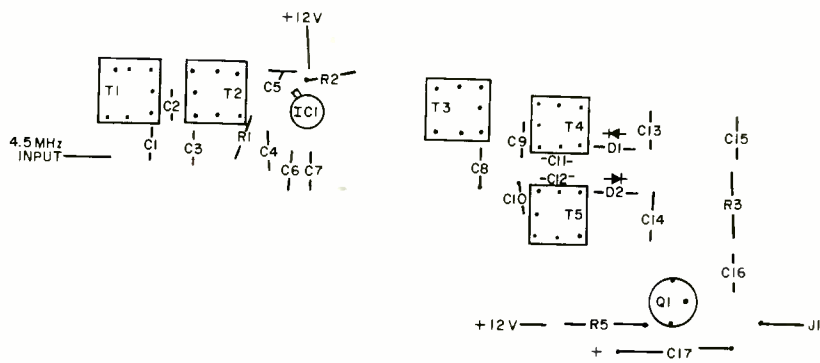 +12V
T1
C2
T2
C5
R2
IC1
4.5MHz
INPUT
C1
C3
R1
C4
C6
C7
T3
C8
C9
T4
C11
C12
D1
C13
C15
C10
T5
D2
C14
R3
C16
Q1
+12V
R5
J1
+
C17